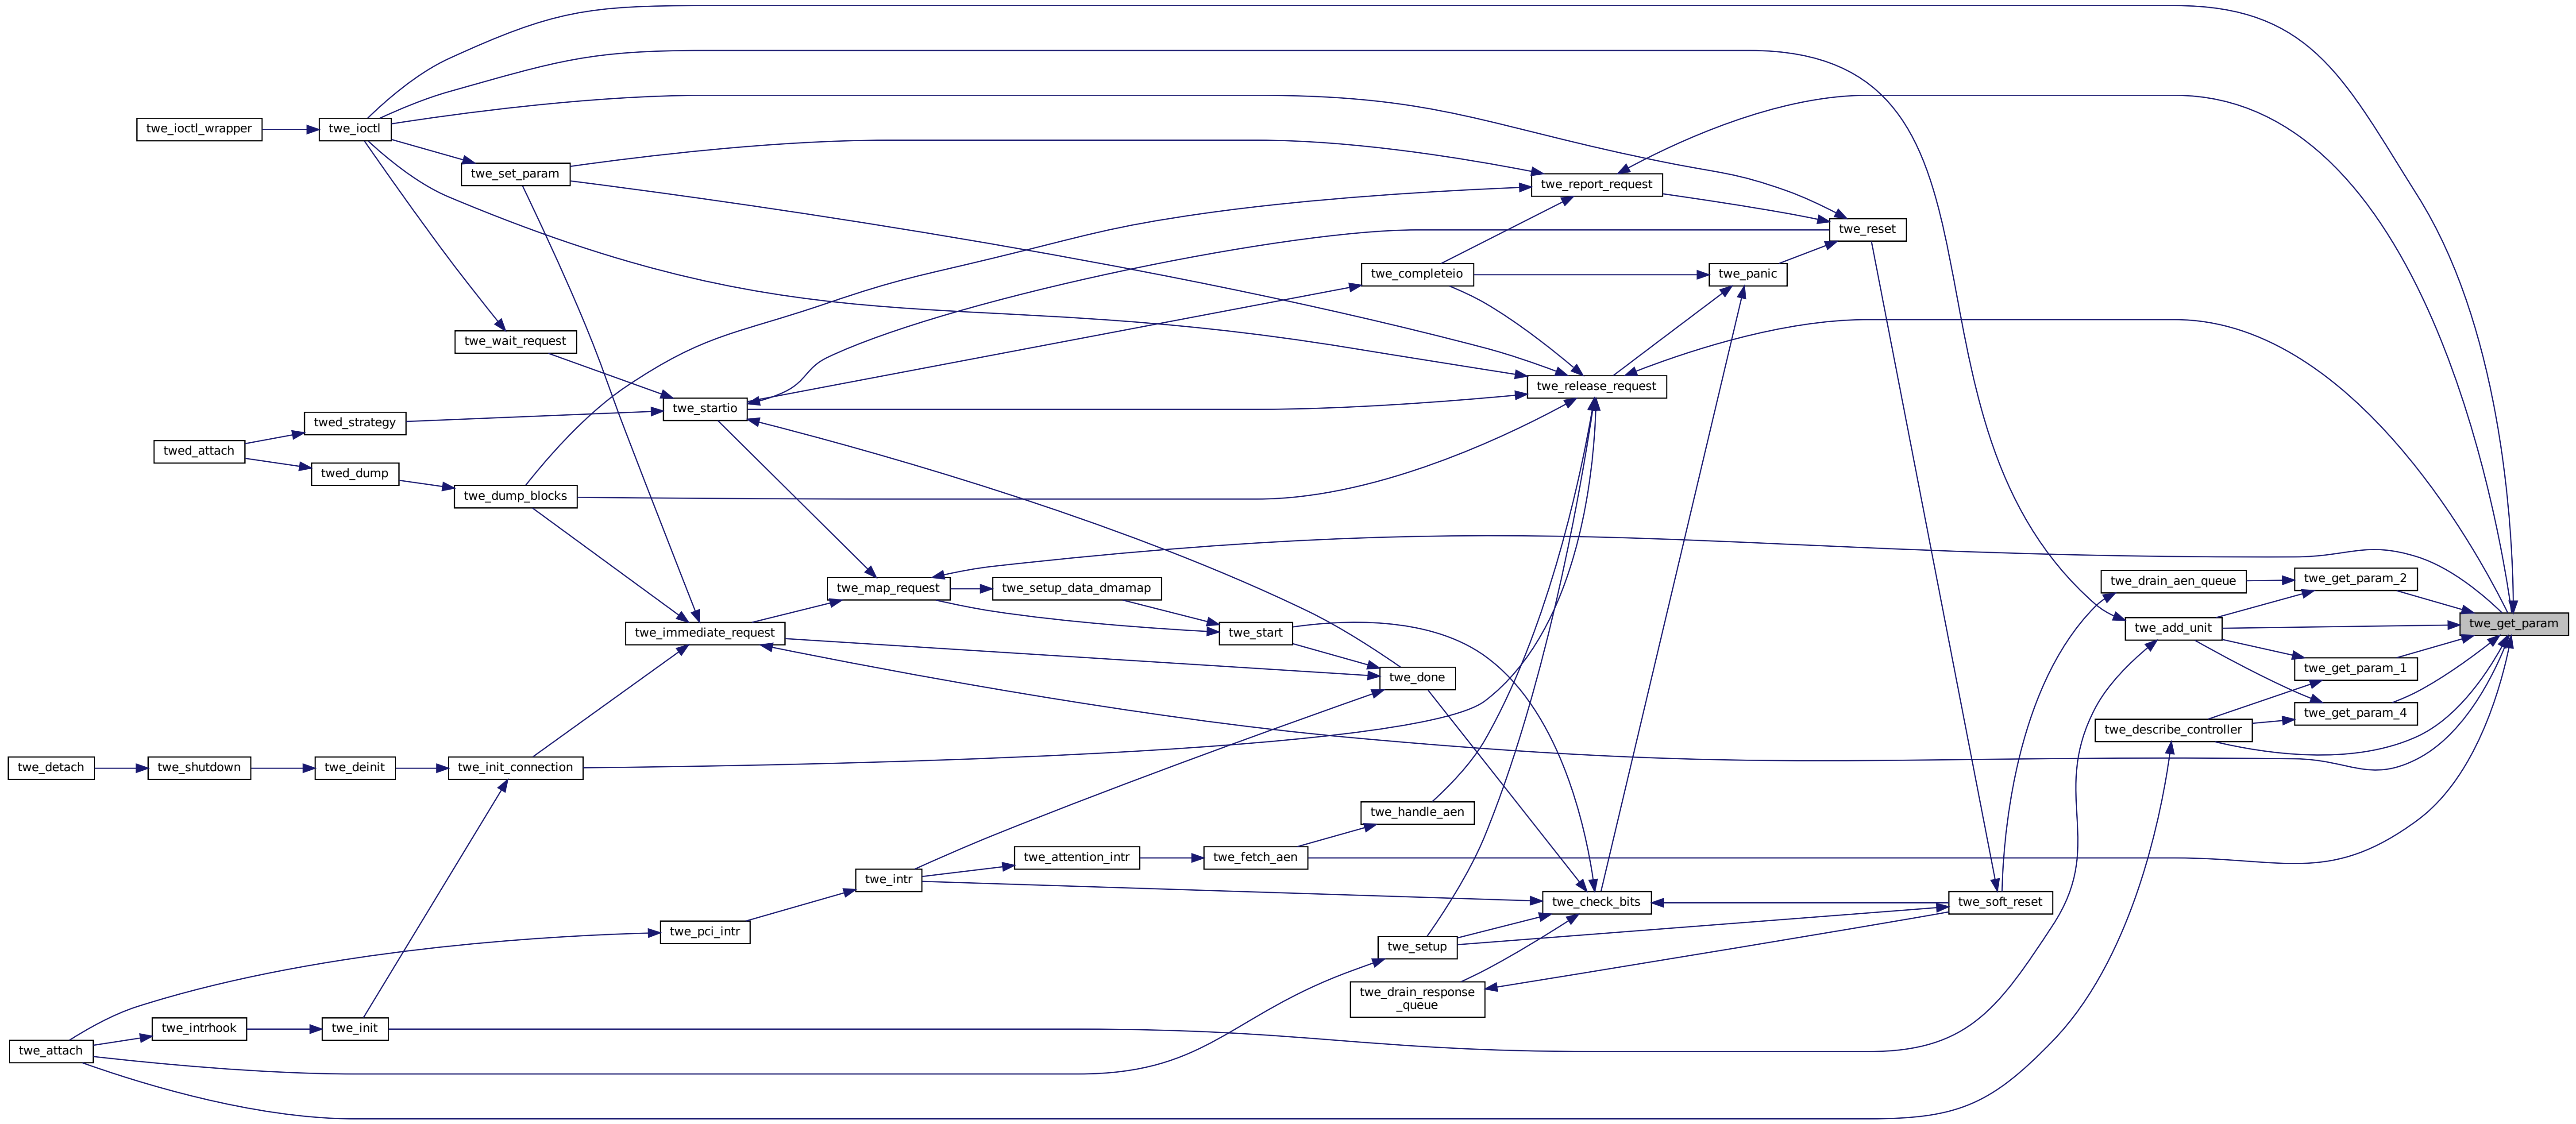 twe_ioctl_wrapper
twe_ioctl
twe_set_param
twe_report_request
twe_reset
twe_completeio
twe_panic
twe_wait_request
twe_release_request
twe_startio
twed_strategy
twed_attach
twed_dump
twe_dump_blocks
twe_map_request
twe_setup_data_dmamap
twe_drain_aen_queue
twe_get_param_2
twe_get_param
twe_immediate_request
twe_start
twe_add_unit
twe_done
twe_get_param_1
twe_get_param_4
twe_describe_controller
twe_detach
twe_shutdown
twe_deinit
twe_init_connection
twe_handle_aen
twe_attention_intr
twe_fetch_aen
twe_intr
twe_check_bits
twe_soft_reset
twe_pci_intr
twe_setup
twe_drain_response
_queue
twe_intrhook
twe_init
twe_attach